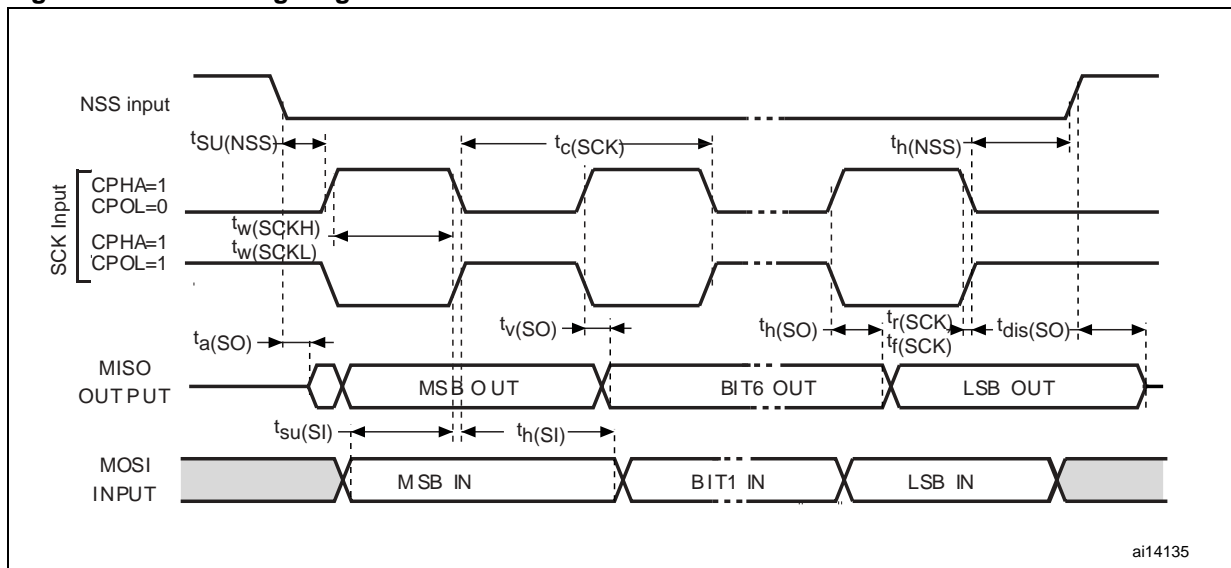 NSS input
tSU(NSS)
tc(SCK)
th(NSS)
SCK Input
CPHA=1
CPOL=0
tw(SCKH)
tw(SCKL)
CPHA=1
CPOL=1
ta(SO)
tv(SO)
th(SO)
tr(SCK)
tf(SCK)
tdis(SO)
MISO
OUTPUT
MSB OUT
BIT6 OUT
LSB OUT
tsu(SI)
th(SI)
MOSI
INPUT
MSB IN
BIT1 IN
LSB IN
ai14135